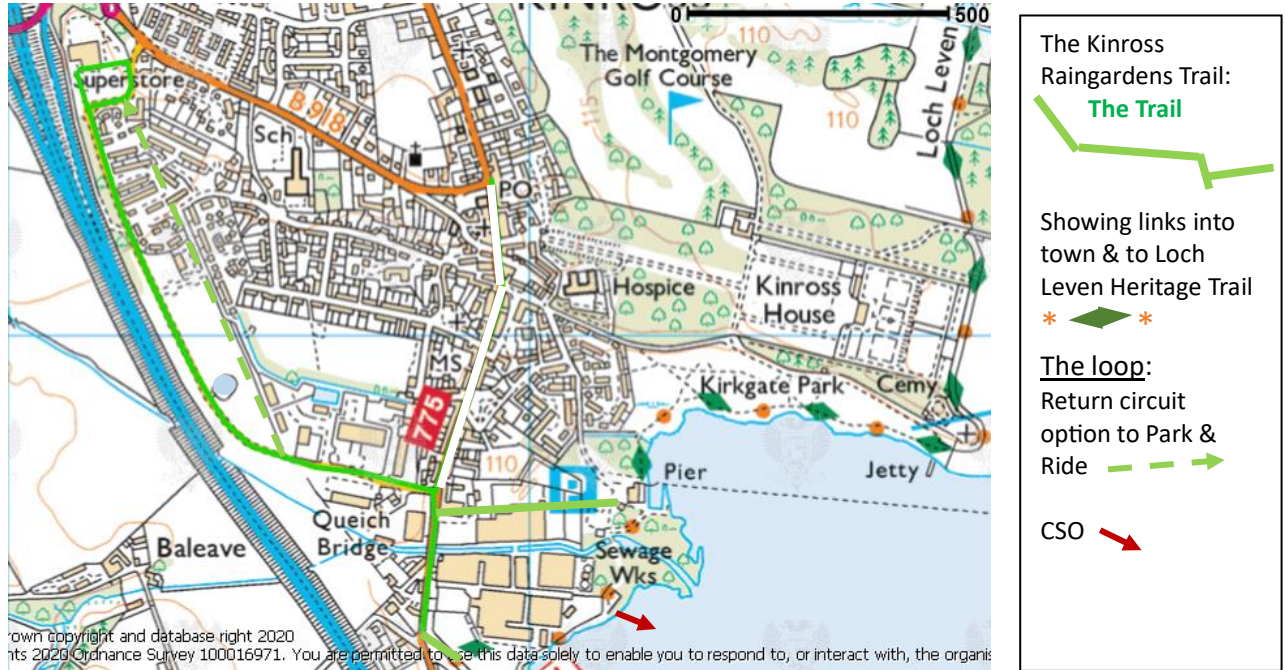 KINROSS
0 500
110
The Montgomery
Golf Course
Loch Leven
Superstore
115
110
B 918
Sch
PO
Hospice
Kinross
House
MS
Kirkgate Park
Cemy
775
110
Pier
Jetty
Queich
Bridge
Baleave
Sewage
Wks
rown copyright and database right 2020
nts 2020 Ordnance Survey 100016971. You are permitted to use this data solely to enable you to respond to, or interact with, the organis
The Kinross
Raingardens Trail:
The Trail
Showing links into
town & to Loch
Leven Heritage Trail
* *
The loop:
Return circuit
option to Park &
Ride
CSO